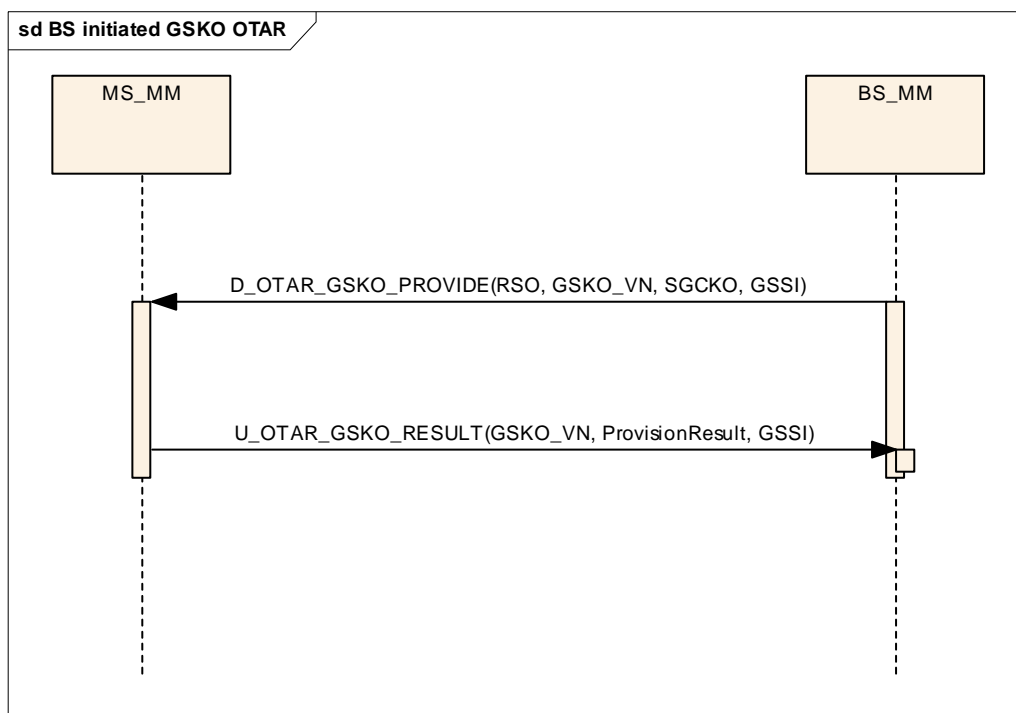 sd BS initiated GSKO OTAR
MS_MM
BS_MM
D_OTAR_GSKO_PROVIDE(RSO, GSKO_VN, SGCKO, GSSI)
U_OTAR_GSKO_RESULT(GSKO_VN, ProvisionResult, GSSI)